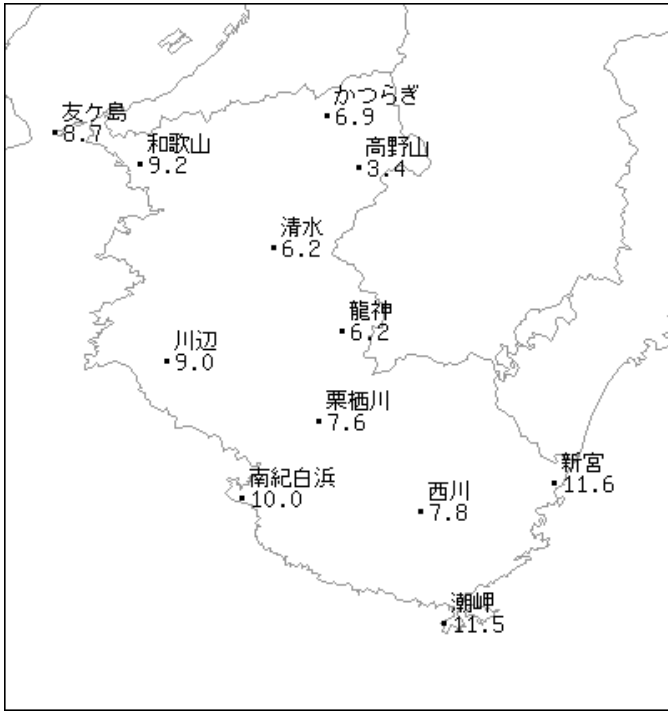 かつらぎ
6.9
友ケ島
8.7
和歌山
9.2
高野山
3.4
清水
6.2
龍神
6.2
川辺
9.0
栗栖川
7.6
新宮
11.6
南紀白浜
10.0
西川
7.8
潮岬
11.5